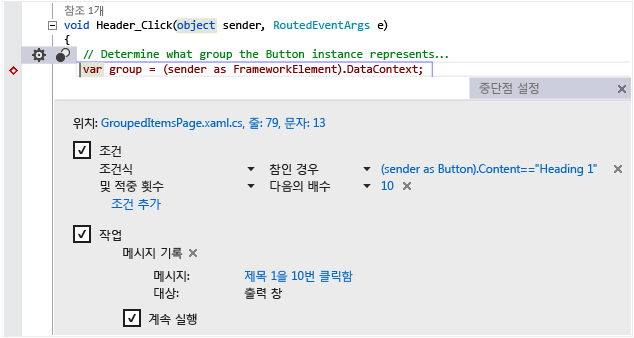 참조 1개
void Header_Click(object sender, RoutedEventArgs e)
{
// Determine what group the Button instance represents...
var group = (sender as FrameworkElement).DataContext;
중단점 설정
위치: GroupedItemsPage.xaml.cs, 줄: 79, 문자: 13
조건
조건식 참인 경우 (sender as Button).Content=="Heading 1"
및 적중 횟수 다음의 배수 10
조건 추가
작업
메시지 기록
메시지: 제목 1을 10번 클릭함
대상: 출력 창
계속 실행